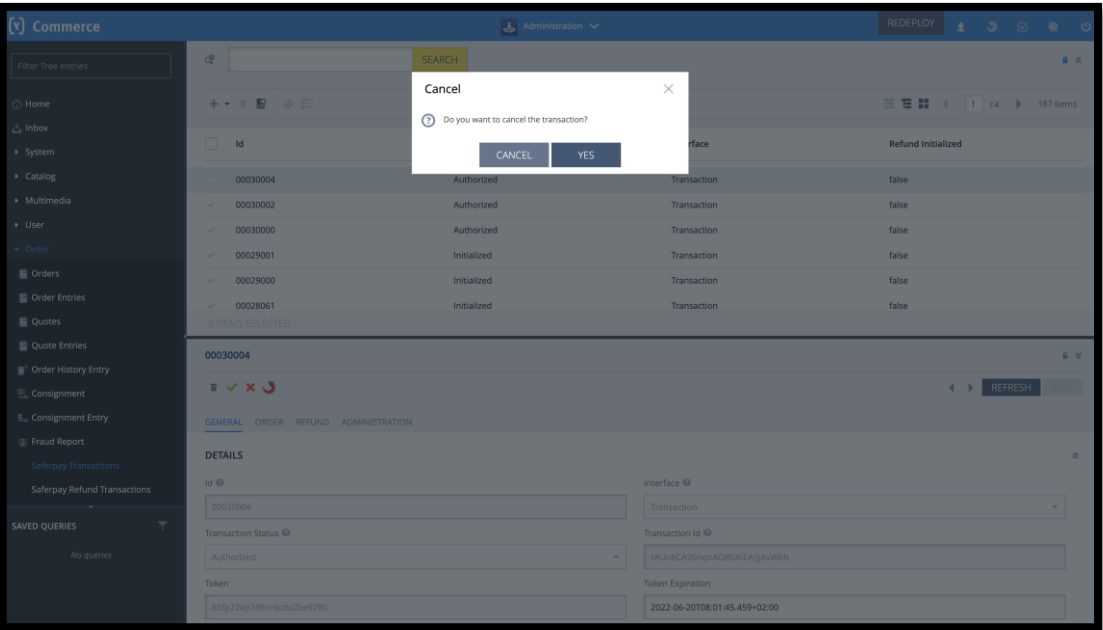 (Y) Commerce
Administration
REDEPLOY
Filter Tree entries
SEARCH
Home
Inbox
System
Catalog
Multimedia
User
Order
Orders
Order Entries
Quotes
Quote Entries
Order History Entry
Consignment
Consignment Entry
Fraud Report
Saferpay Transactions
Saferpay Refund Transactions
SAVED QUERIES
No queries
Cancel
Do you want to cancel the transaction?
CANCEL YES
1 / 4 187 items
Id rface Refund Initialized
00030004 Authorized Transaction false
00030002 Authorized Transaction false
00030000 Authorized Transaction false
00029001 Initialized Transaction false
00029000 Initialized Transaction false
00028061 Initialized Transaction false
0 ITEMS SELECTED
00030004
REFRESH SAVE
GENERAL ORDER REFUND ADMINISTRATION
DETAILS
Id Interface
00030004 Transaction
Transaction Status Transaction Id
Authorized
Token Token Expiration
2022-06-20T08:01:45.459+02:00